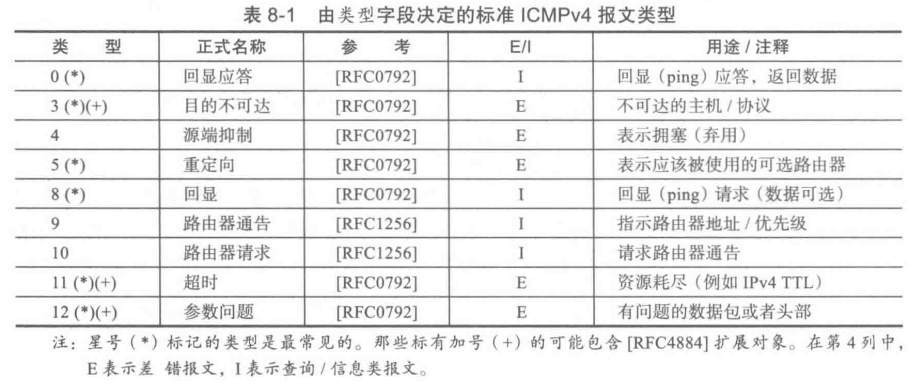 表 8-1 由类型字段决定的标准 ICMPv4 报文类型
类 型 正式名称 参 考 E/I 用途 / 注释
0 (*) 回显应答 [RFC0792] I 回显（ping）应答，返回数据
3 (*)(+) 目的不可达 [RFC0792] E 不可达的主机 / 协议
4 源端抑制 [RFC0792] E 表示拥塞（弃用）
5 (*) 重定向 [RFC0792] E 表示应该被使用的可选路由器
8 (*) 回显 [RFC0792] I 回显（ping）请求（数据可选）
9 路由器通告 [RFC1256] I 指示路由器地址 / 优先级
10 路由器请求 [RFC1256] I 请求路由器通告
11 (*)(+) 超时 [RFC0792] E 资源耗尽（例如 IPv4 TTL）
12 (*)(+) 参数问题 [RFC0792] E 有问题的数据包或者头部
注：星号（*）标记的类型是最常见的。那些标有加号（+）的可能包含 [RFC4884] 扩展对象。在第 4 列中，
E 表示差 错报文，I 表示查询 / 信息类报文。